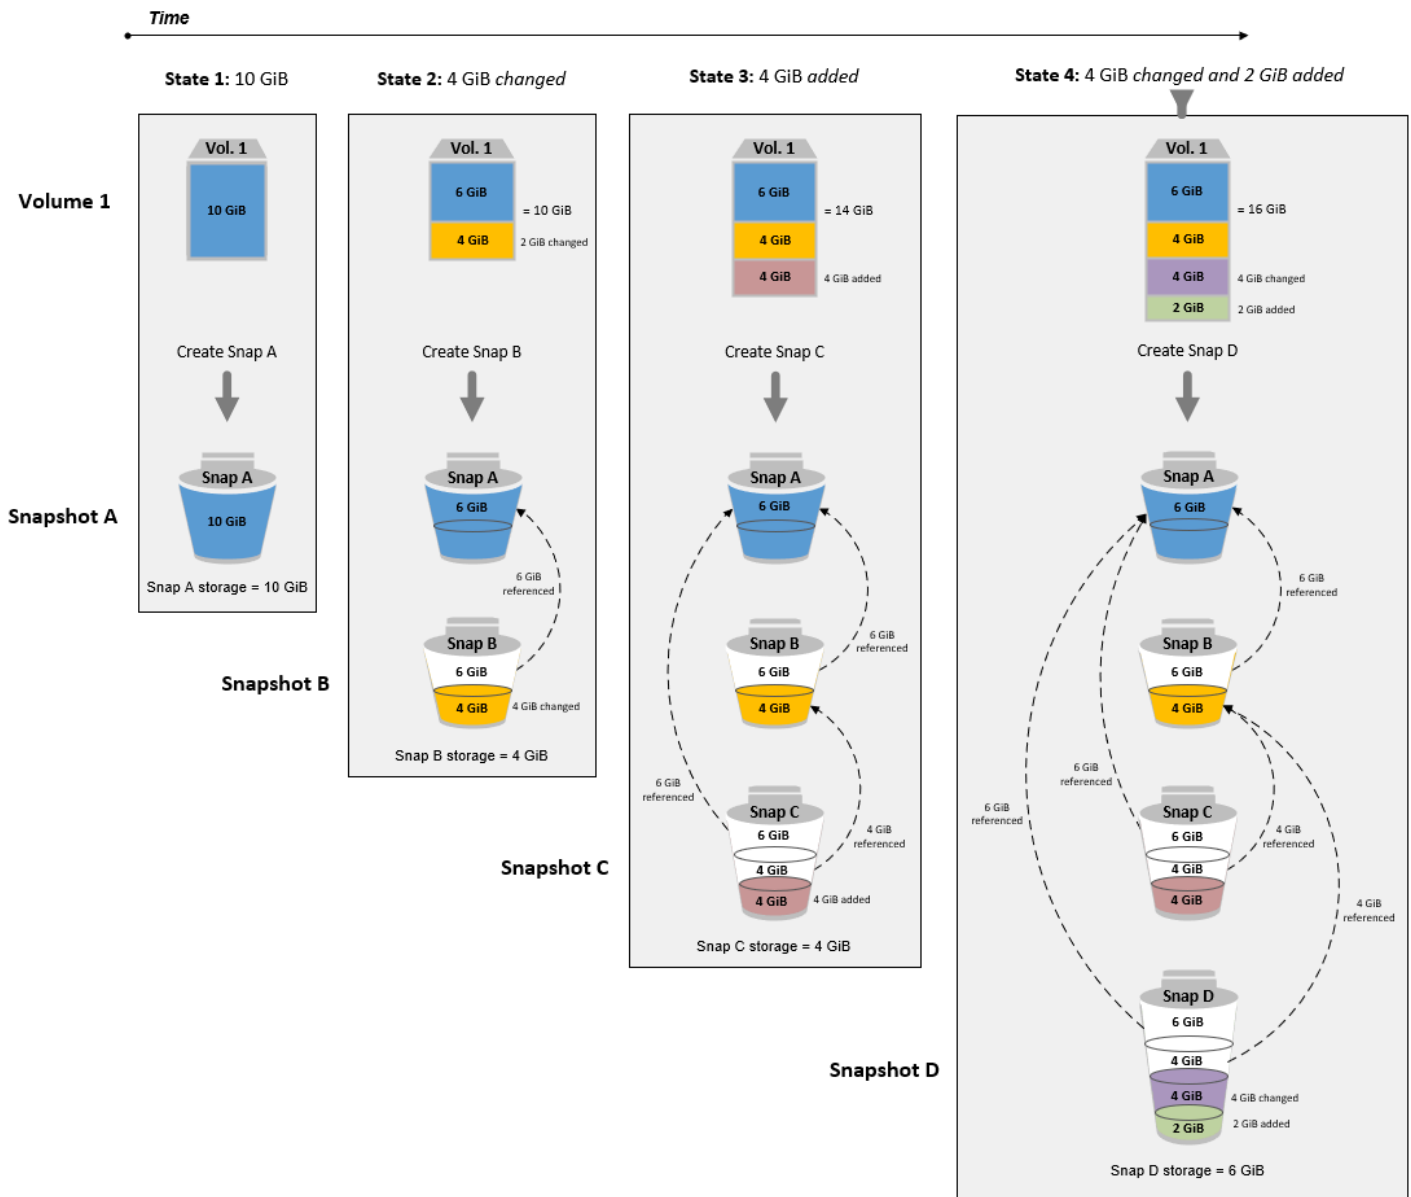 Time
State 1: 10 GiB
State 2: 4 GiB changed
State 3: 4 GiB added
State 4: 4 GiB changed and 2 GiB added
Volume 1
Vol. 1
10 GiB
Create Snap A
Vol. 1
6 GiB
= 10 GiB
4 GiB
2 GiB changed
Create Snap B
Vol. 1
6 GiB
= 14 GiB
4 GiB
4 GiB
4 GiB added
Create Snap C
Vol. 1
6 GiB
= 16 GiB
4 GiB
4 GiB
4 GiB changed
2 GiB
2 GiB added
Create Snap D
Snapshot A
Snap A
10 GiB
Snap A storage = 10 GiB
Snap A
6 GiB
6 GiB
referenced
Snapshot B
Snap B
6 GiB
4 GiB
4 GiB changed
Snap B storage = 4 GiB
Snap A
6 GiB
6 GiB
referenced
Snap B
6 GiB
4 GiB
6 GiB
referenced
4 GiB
referenced
Snapshot C
Snap C
6 GiB
4 GiB
4 GiB
4 GiB added
Snap C storage = 4 GiB
Snap A
6 GiB
6 GiB
referenced
Snap B
6 GiB
4 GiB
6 GiB
referenced
6 GiB
referenced
Snap C
6 GiB
4 GiB
4 GiB
4 GiB
referenced
4 GiB
referenced
Snapshot D
Snap D
6 GiB
4 GiB
4 GiB
4 GiB changed
2 GiB
2 GiB added
Snap D storage = 6 GiB